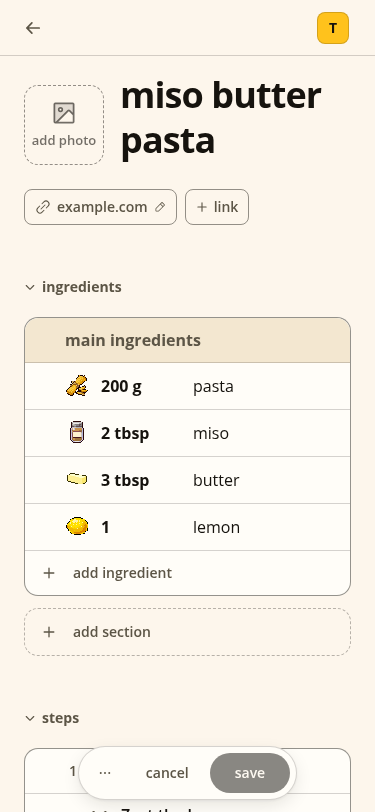 T
add photo
miso butter
pasta
example.com
+ link
ingredients
main ingredients
200 g pasta
2 tbsp miso
3 tbsp butter
1 lemon
+ add ingredient
+ add section
steps
1
... cancel save